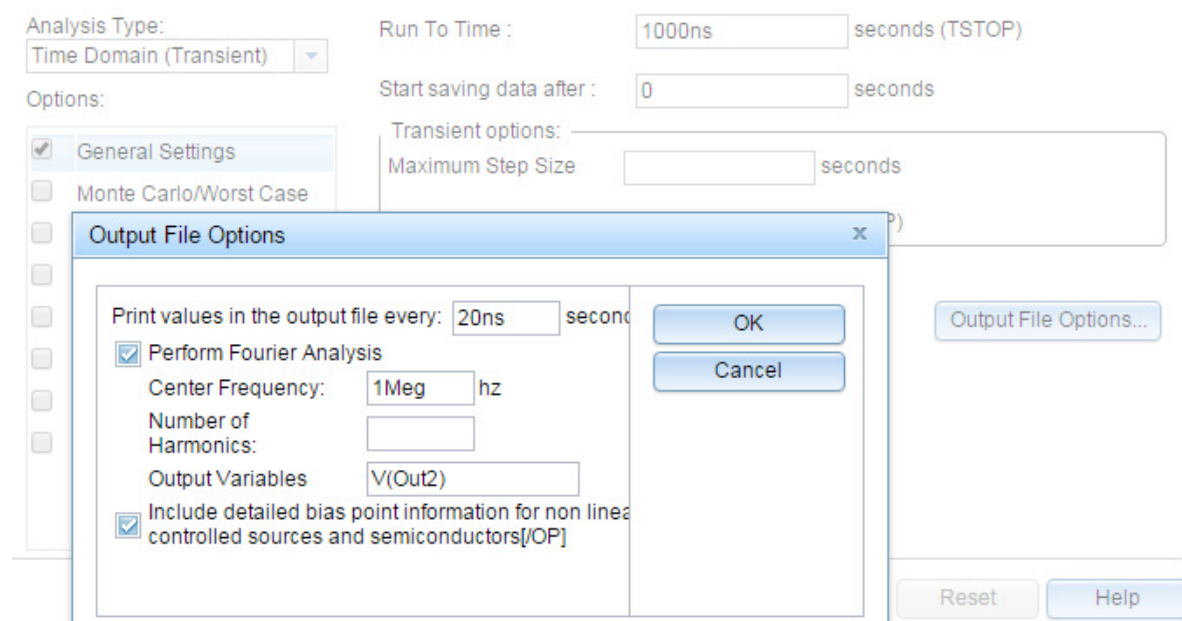 Analysis Type:
Time Domain (Transient)
Options:
General Settings
Monte Carlo/Worst Case
Run To Time :
1000ns
seconds (TSTOP)
Start saving data after :
0
seconds
Transient options:
Maximum Step Size
seconds
)
Output File Options...
Output File Options
x
Print values in the output file every:
20ns
second
Perform Fourier Analysis
Center Frequency:
1Meg
hz
Number of
Harmonics:
Output Variables
V(Out2)
Include detailed bias point information for non linea
controlled sources and semiconductors[/OP]
OK
Cancel
Reset
Help